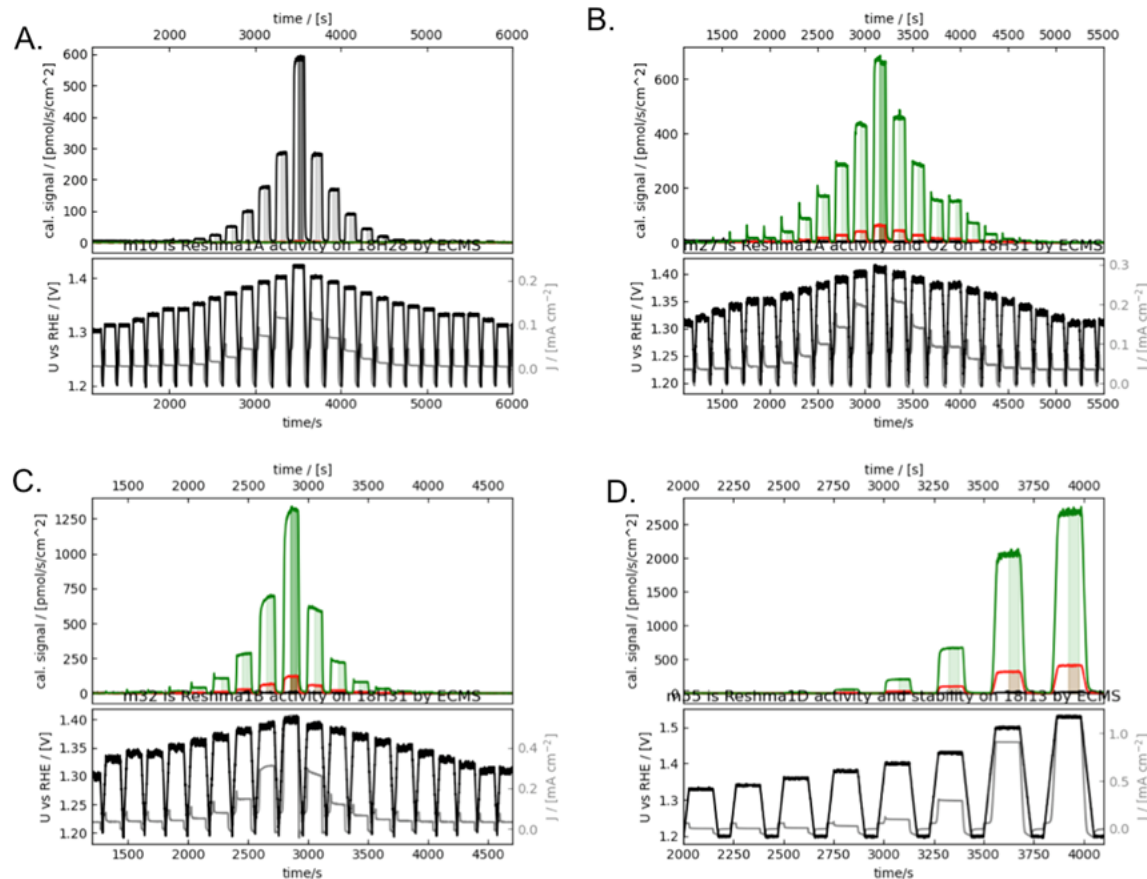 A.
time / [s]
2000 3000 4000 5000 6000
cal. signal / [pmol/s/cm^2]
600
500
400
300
200
100
0
m10 is Reshma1A activity on 18H28 by ECMS
U vs RHE / [V]
1.4
1.3
1.2
J / [mA cm⁻²]
0.2
0.1
0.0
2000 3000 4000 5000 6000
time/s
B.
time / [s]
1500 2000 2500 3000 3500 4000 4500 5000 5500
cal. signal / [pmol/s/cm^2]
600
400
200
0
m27 is Reshma1A activity and O2 on 18H31 by ECMS
U vs RHE / [V]
1.40
1.35
1.30
1.25
1.20
J / [mA cm⁻²]
0.3
0.2
0.1
0.0
1500 2000 2500 3000 3500 4000 4500 5000 5500
time/s
C.
time / [s]
1500 2000 2500 3000 3500 4000 4500
cal. signal / [pmol/s/cm^2]
1250
1000
750
500
250
0
m32 is Reshma1B activity on 18H31 by ECMS
U vs RHE / [V]
1.40
1.35
1.30
1.25
1.20
J / [mA cm⁻²]
0.4
0.2
0.0
1500 2000 2500 3000 3500 4000 4500
time/s
D.
time / [s]
2000 2250 2500 2750 3000 3250 3500 3750 4000
cal. signal / [pmol/s/cm^2]
2500
2000
1500
1000
500
0
m55 is Reshma1D activity and stability on 18I13 by ECMS
U vs RHE / [V]
1.5
1.4
1.3
1.2
J / [mA cm⁻²]
1.0
0.5
0.0
2000 2250 2500 2750 3000 3250 3500 3750 4000
time/s